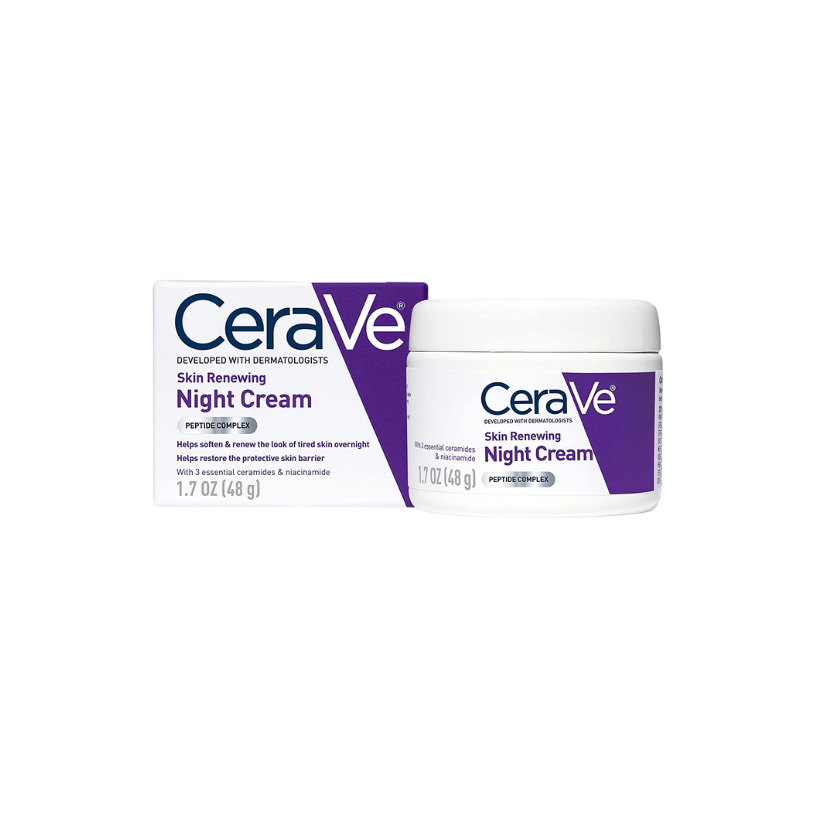 CeraVe®
DEVELOPED WITH DERMATOLOGISTS
Skin Renewing
Night Cream
PEPTIDE COMPLEX
Helps soften & renew the look of tired skin overnight
Helps restore the protective skin barrier
With 3 essential ceramides & niacinamide
1.7 OZ (48 g)
CeraVe®
DEVELOPED WITH DERMATOLOGISTS
Skin Renewing
Night Cream
With 3 essential ceramides
& niacinamide
1.7 OZ (48 g)
PEPTIDE COMPLEX